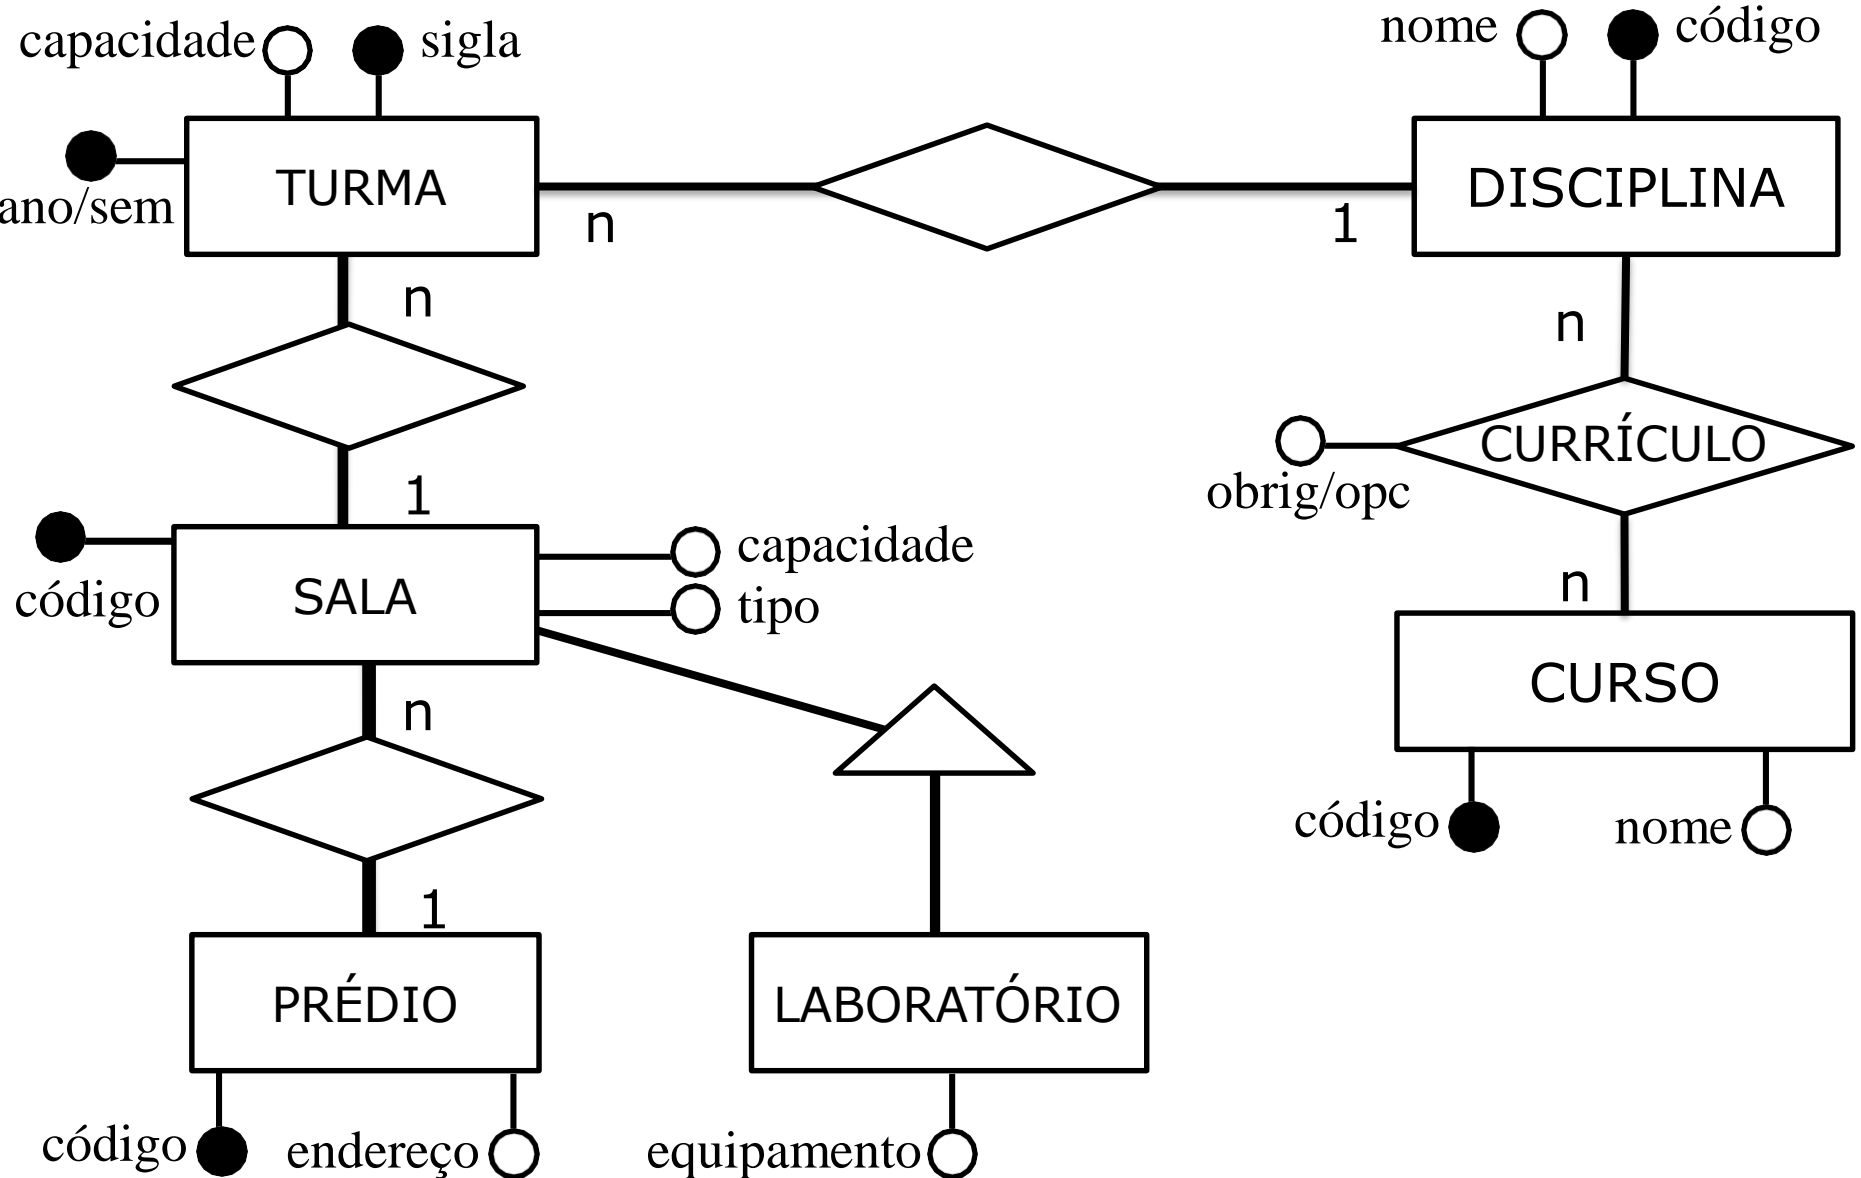 capacidade
sigla
nome
código
ano/sem
TURMA
n
1
DISCIPLINA
n
n
1
obrig/opc
CURRÍCULO
n
código
SALA
capacidade
tipo
CURSO
código
nome
n
1
PRÉDIO
LABORATÓRIO
código
endereço
equipamento